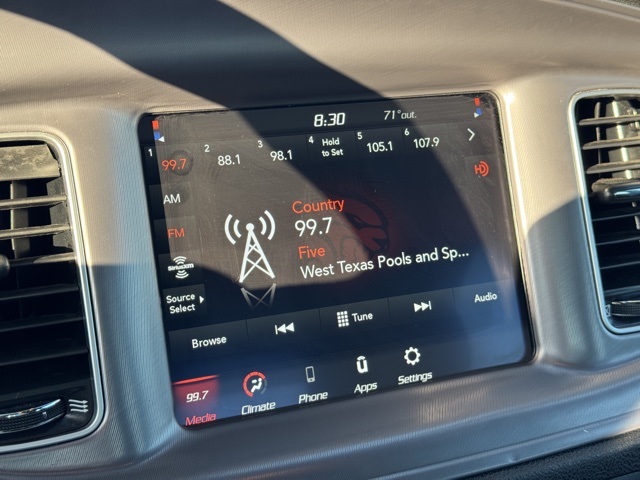 8:30 71°out.
1 99.7 2 88.1 3 98.1 4 Hold to Set 5 105.1 6 107.9
AM
FM
SiriusXM
Source Select
HD
Country
99.7
Five
West Texas Pools and Sp...
Browse Tune Audio
99.7
Media Climate Phone Apps Settings